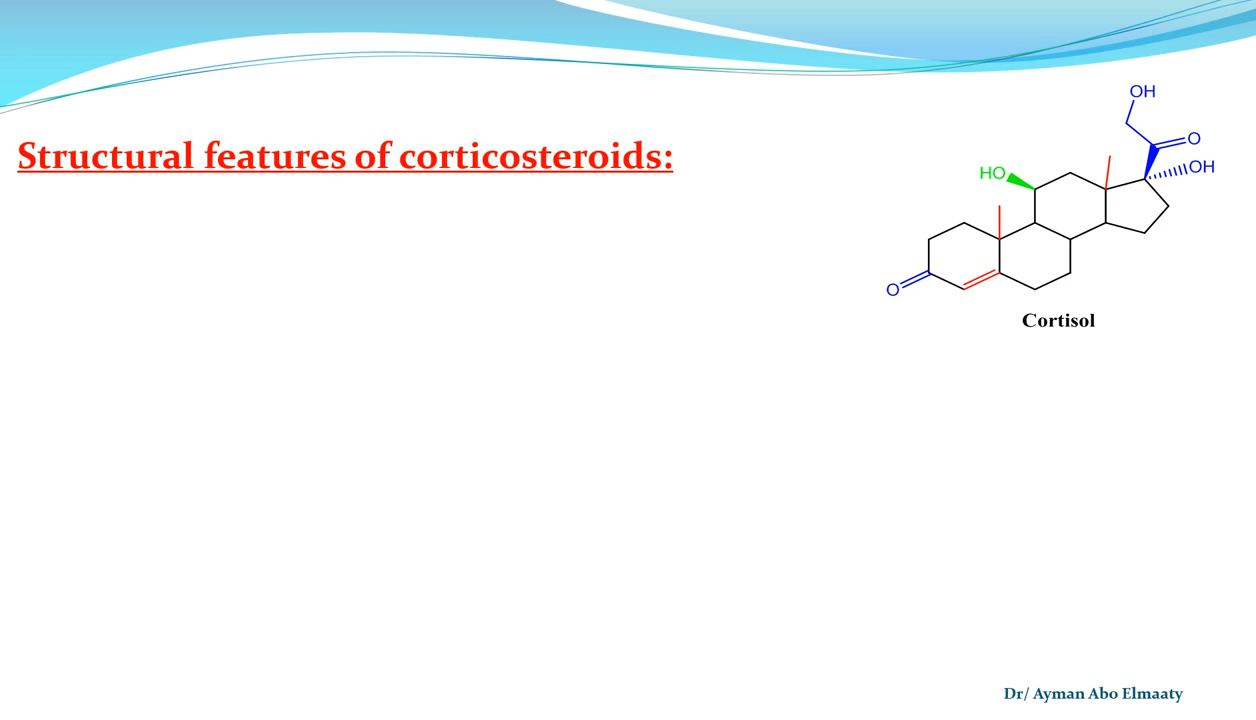 Structural features of corticosteroids:
OH
O
HO
OH
O
Cortisol
Dr/ Ayman Abo Elmaaty